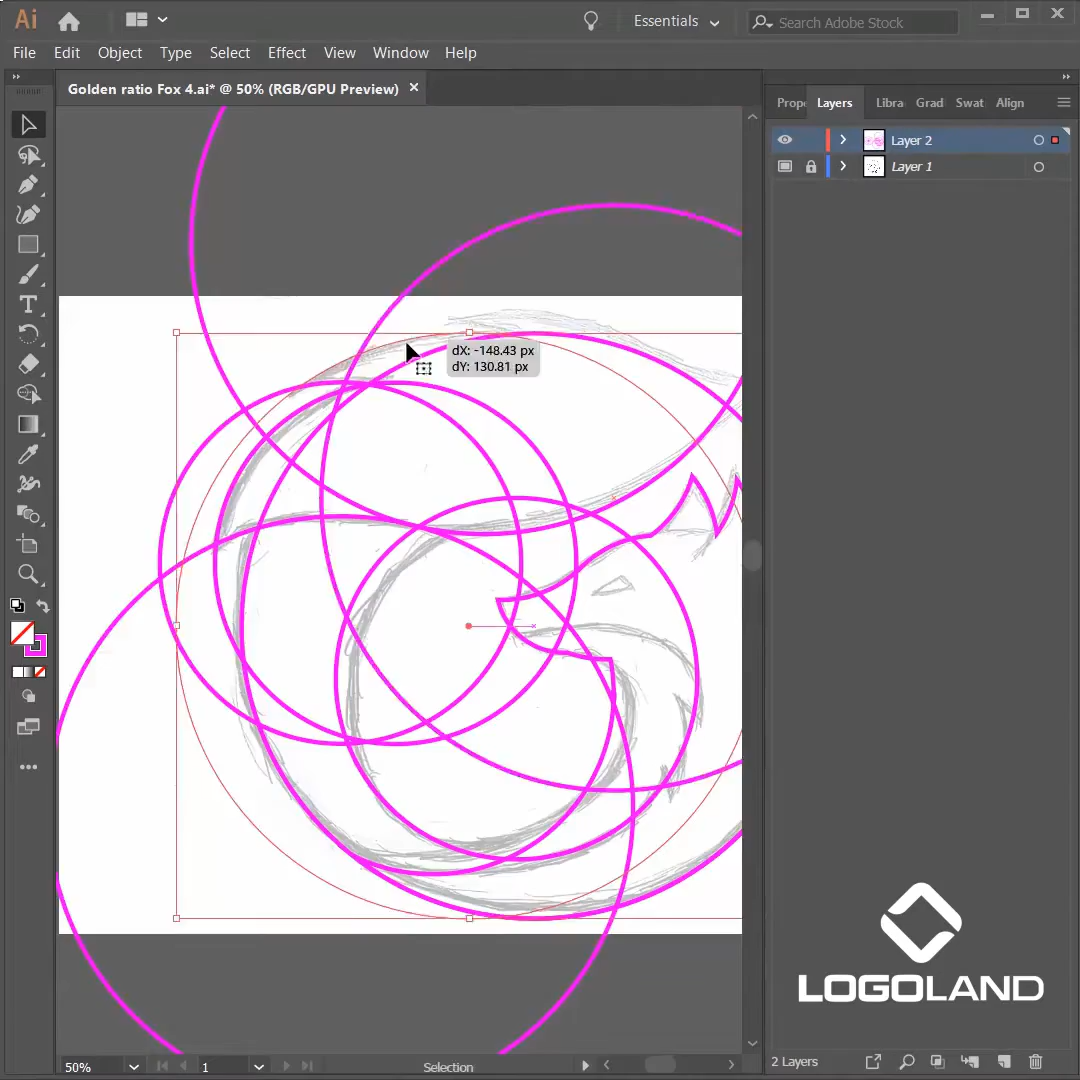 Ai
Essentials
Search Adobe Stock
File Edit Object Type Select Effect View Window Help
Golden ratio Fox 4.ai* @ 50% (RGB/GPU Preview) ×
Prope Layers Libra Grad Swat Align
Layer 2
Layer 1
dX: -148.43 px
dY: 130.81 px
LOGOLAND
50% 1 Selection
2 Layers